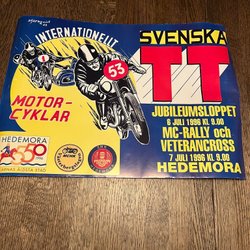 INTERNATIONELLT
SVENSKA
TT
53
MOTOR-
CYKLAR
JUBILEUMSLOPPET
6 JULI 1996 KL 9.00
MC-RALLY och
VETERANCROSS
7 JULI 1996 KL 9.00
HEDEMORA
HEDEMORA
550